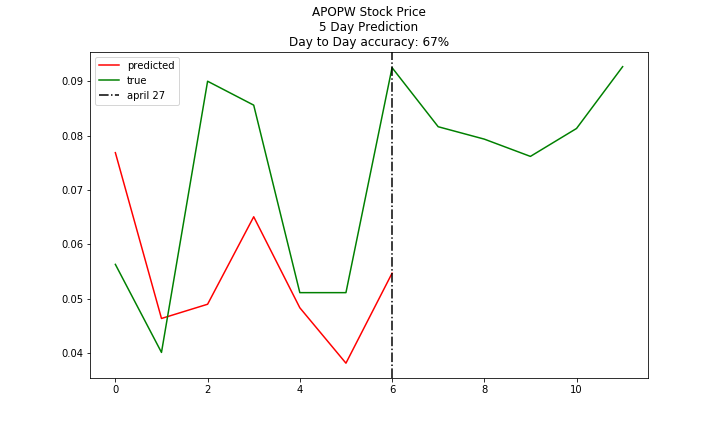 APOPW Stock Price
5 Day Prediction
Day to Day accuracy: 67%
predicted
true
april 27
0.09
0.08
0.07
0.06
0.05
0.04
0 2 4 6 8 10